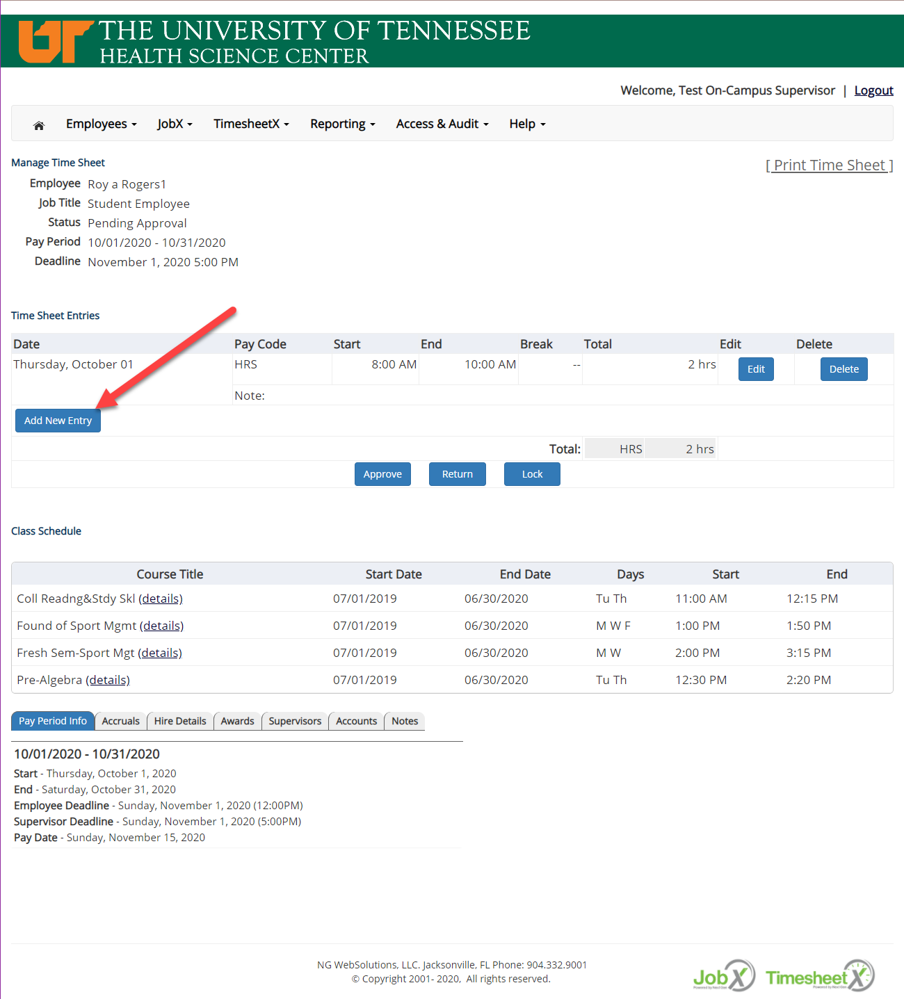 UT THE UNIVERSITY OF TENNESSEE
HEALTH SCIENCE CENTER
Welcome, Test On-Campus Supervisor | Logout
Employees JobX TimesheetX Reporting Access & Audit Help
Manage Time Sheet
[ Print Time Sheet ]
Employee Roy a Rogers1
Job Title Student Employee
Status Pending Approval
Pay Period 10/01/2020 - 10/31/2020
Deadline November 1, 2020 5:00 PM
Time Sheet Entries
Date Pay Code Start End Break Total Edit Delete
Thursday, October 01 HRS 8:00 AM 10:00 AM -- 2 hrs Edit Delete
Note:
Add New Entry
Total: HRS 2 hrs
Approve Return Lock
Class Schedule
Course Title Start Date End Date Days Start End
Coll Readng&Stdy Skl (details) 07/01/2019 06/30/2020 Tu Th 11:00 AM 12:15 PM
Found of Sport Mgmt (details) 07/01/2019 06/30/2020 M W F 1:00 PM 1:50 PM
Fresh Sem-Sport Mgt (details) 07/01/2019 06/30/2020 M W 2:00 PM 3:15 PM
Pre-Algebra (details) 07/01/2019 06/30/2020 Tu Th 12:30 PM 2:20 PM
Pay Period Info Accruals Hire Details Awards Supervisors Accounts Notes
10/01/2020 - 10/31/2020
Start - Thursday, October 1, 2020
End - Saturday, October 31, 2020
Employee Deadline - Sunday, November 1, 2020 (12:00PM)
Supervisor Deadline - Sunday, November 1, 2020 (5:00PM)
Pay Date - Sunday, November 15, 2020
NG WebSolutions, LLC. Jacksonville, FL Phone: 904.332.9001
© Copyright 2001- 2020, All rights reserved.
JobX TimesheetX
Powered by Next Gen Powered by Next Gen